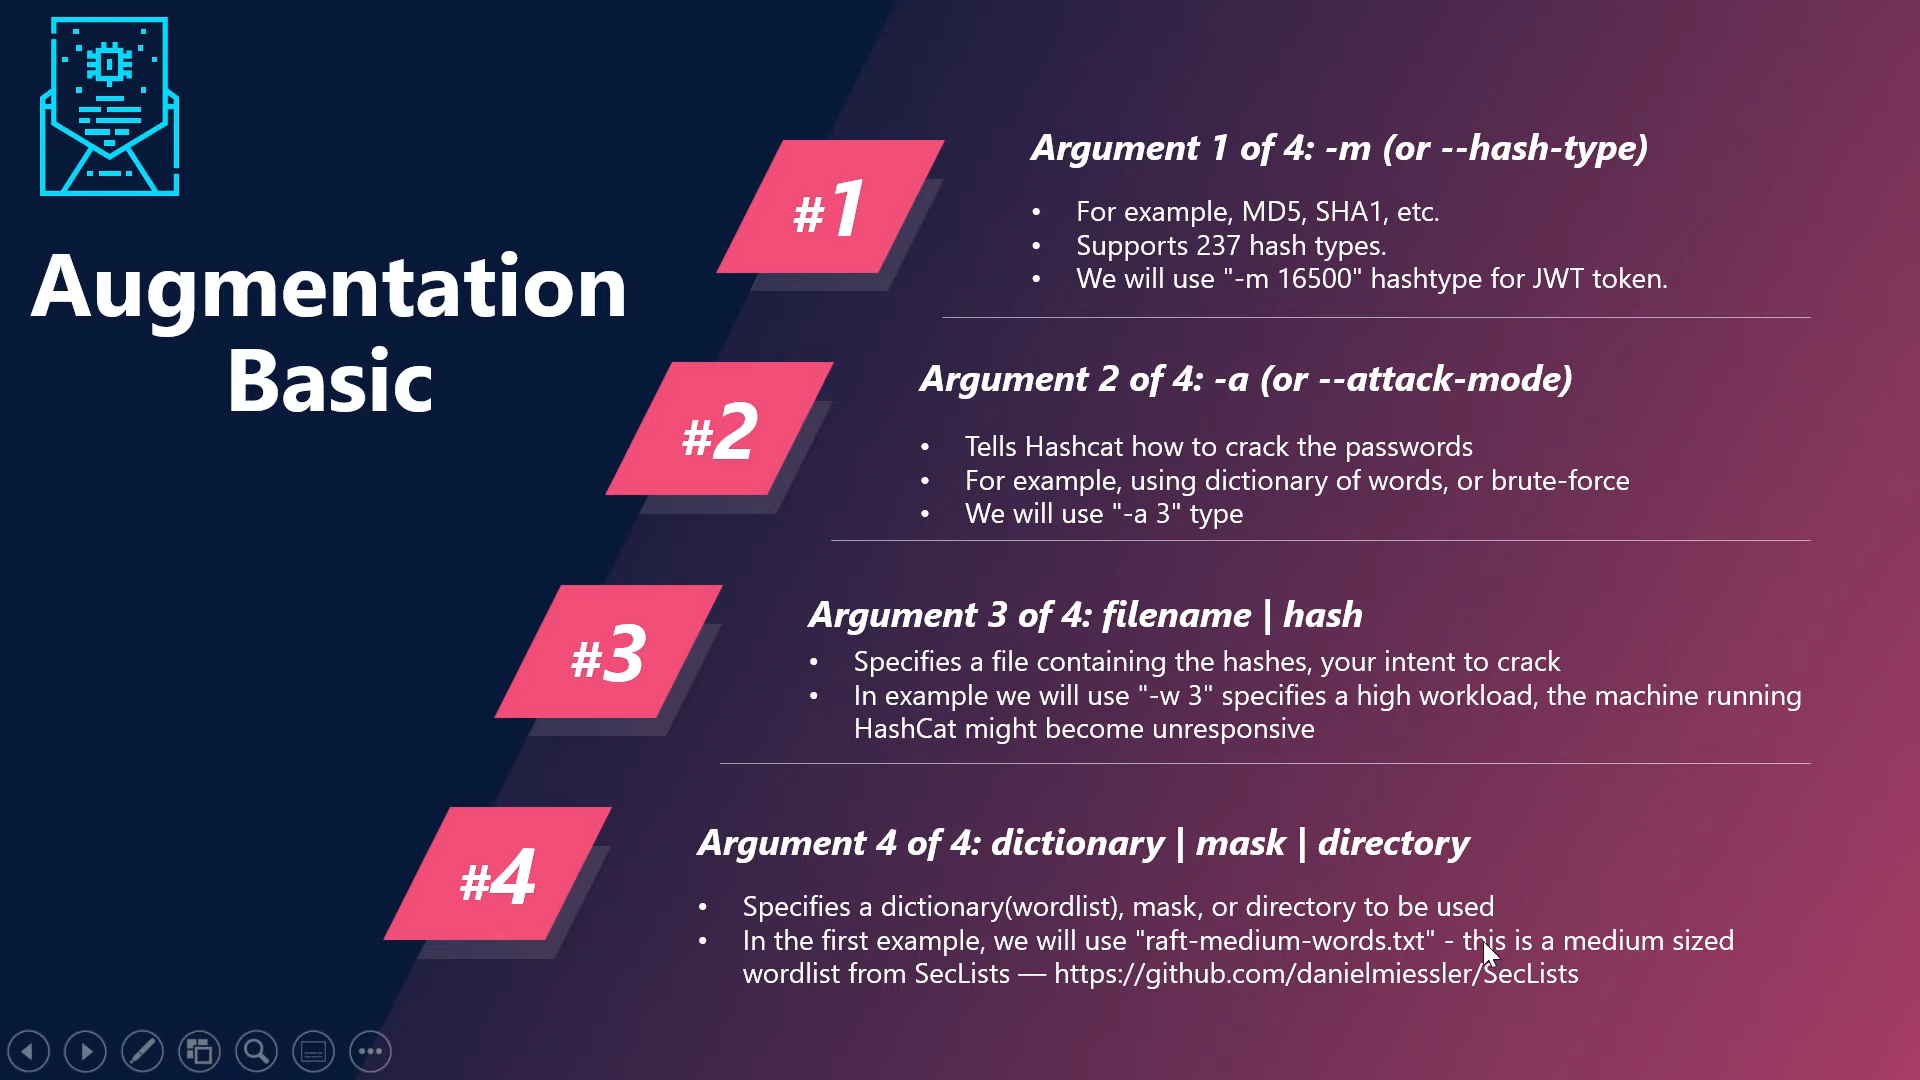 Augmentation
Basic
#1
Argument 1 of 4: -m (or --hash-type)
• For example, MD5, SHA1, etc.
• Supports 237 hash types.
• We will use "-m 16500" hashtype for JWT token.
#2
Argument 2 of 4: -a (or --attack-mode)
• Tells Hashcat how to crack the passwords
• For example, using dictionary of words, or brute-force
• We will use "-a 3" type
#3
Argument 3 of 4: filename | hash
• Specifies a file containing the hashes, your intent to crack
• In example we will use "-w 3" specifies a high workload, the machine running
HashCat might become unresponsive
#4
Argument 4 of 4: dictionary | mask | directory
• Specifies a dictionary(wordlist), mask, or directory to be used
• In the first example, we will use "raft-medium-words.txt" - this is a medium sized
wordlist from SecLists — https://github.com/danielmiessler/SecLists